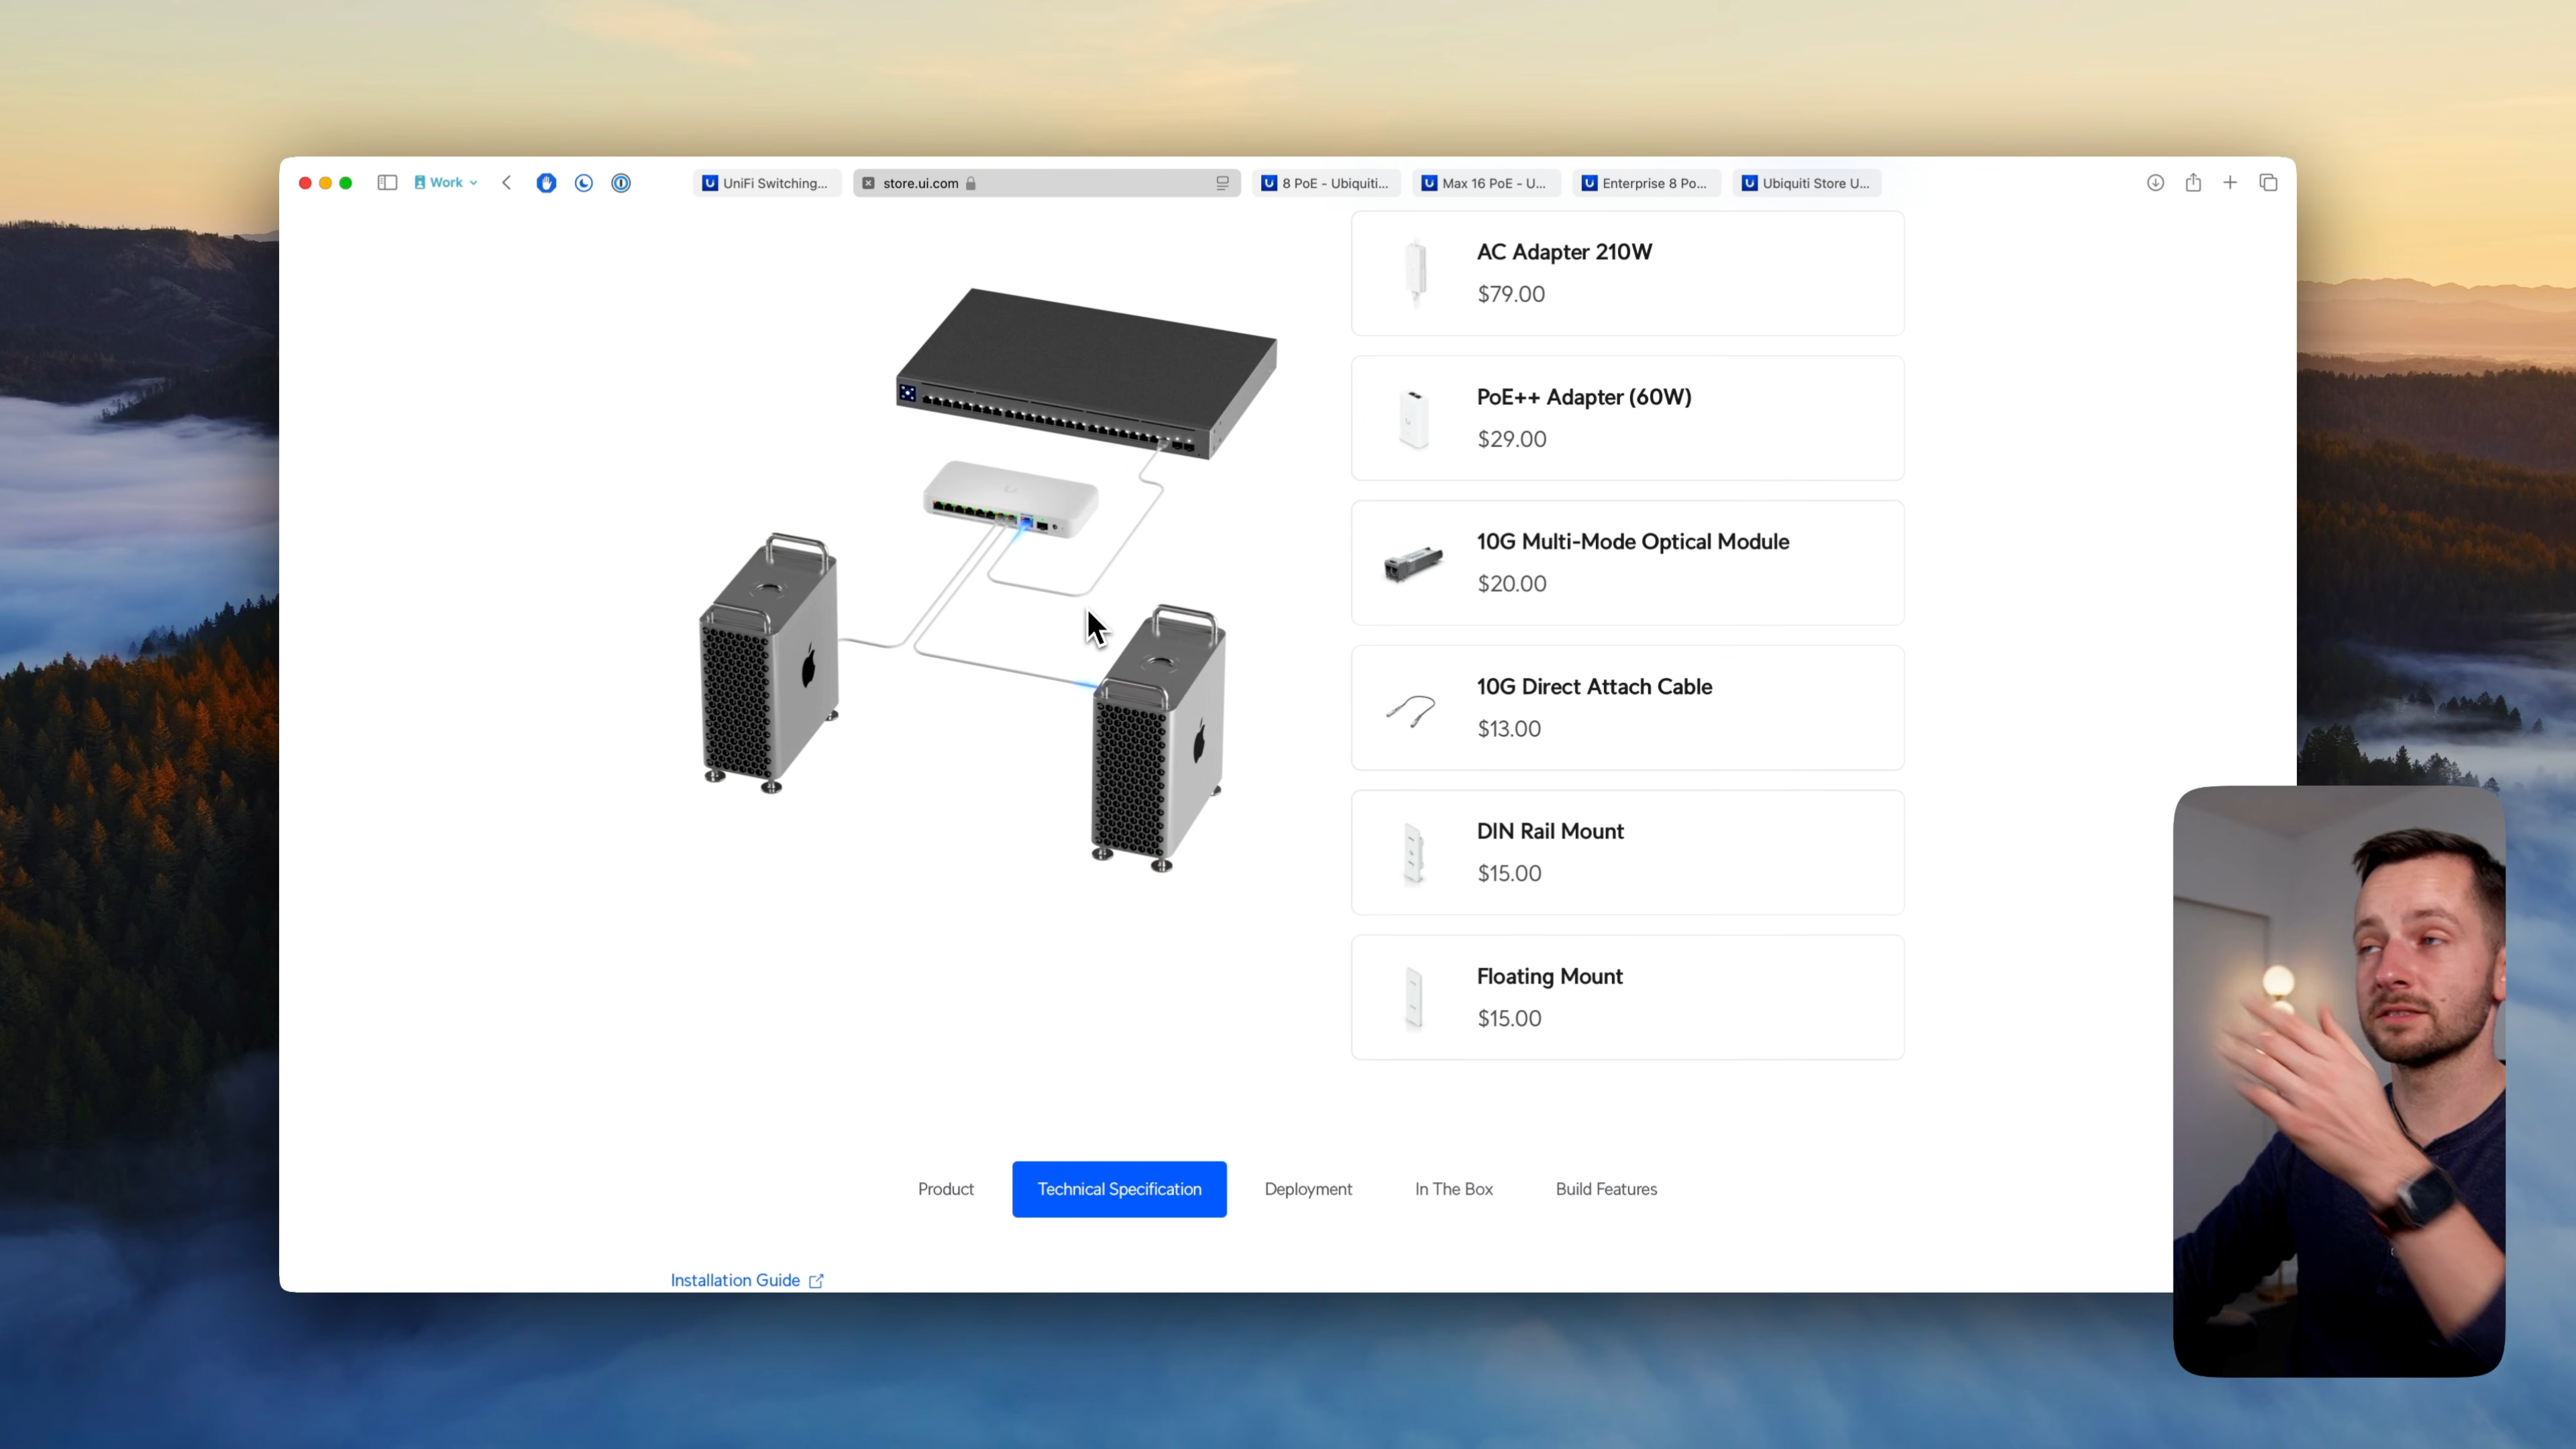 Work
UniFi Switching...
store.ui.com
8 PoE - Ubiquiti...
Max 16 PoE - U...
Enterprise 8 Po...
Ubiquiti Store U...
AC Adapter 210W
$79.00
PoE++ Adapter (60W)
$29.00
10G Multi-Mode Optical Module
$20.00
10G Direct Attach Cable
$13.00
DIN Rail Mount
$15.00
Floating Mount
$15.00
Product
Technical Specification
Deployment
In The Box
Build Features
Installation Guide